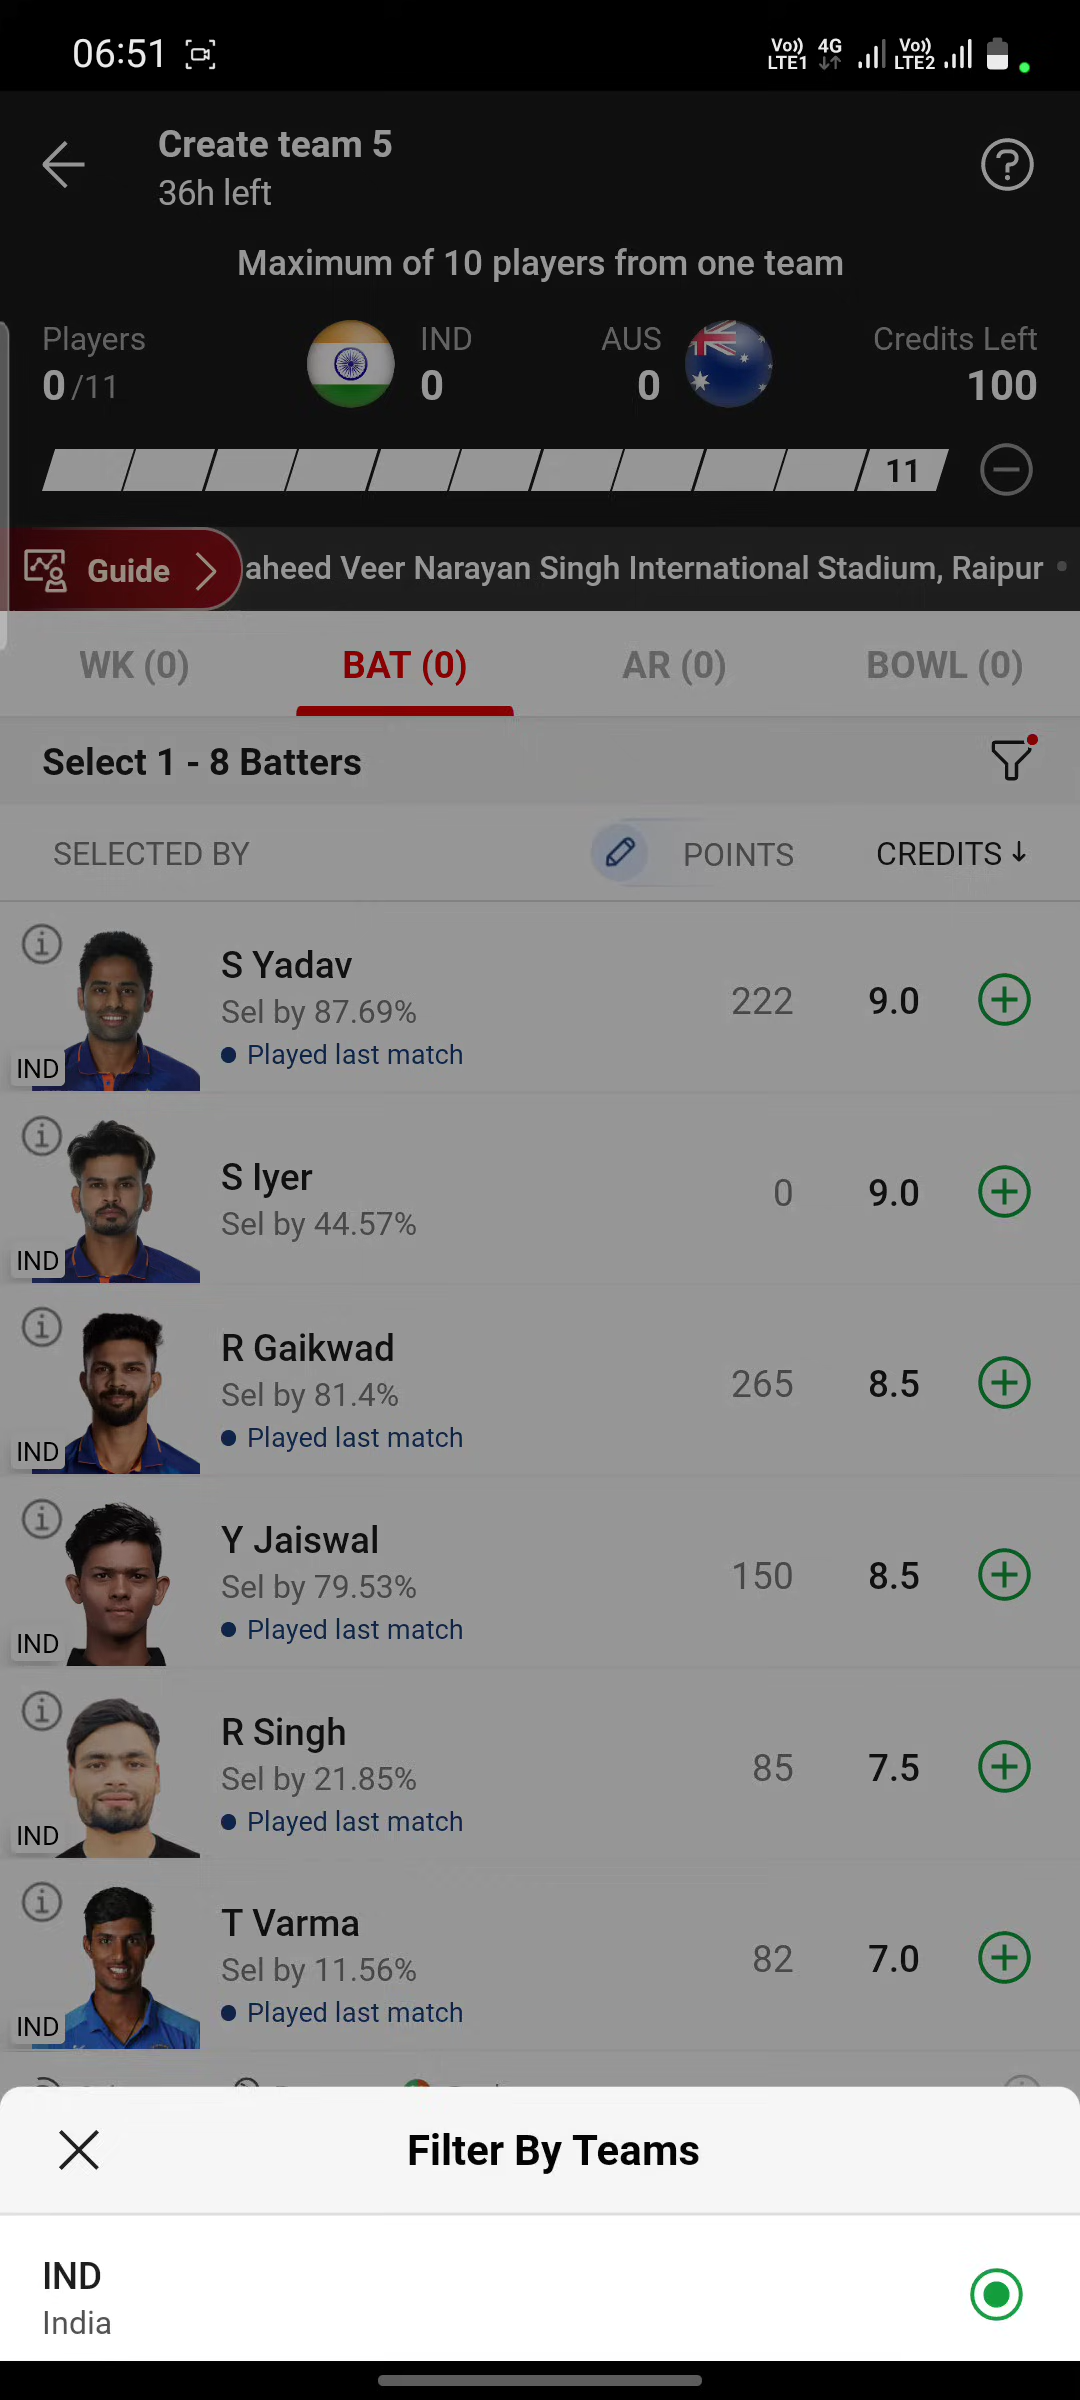 06:51
Vo)) LTE1 4G Vo)) LTE2
Create team 5
36h left
Maximum of 10 players from one team
Players IND AUS Credits Left
0/11 0 0 100
11
Guide aheed Veer Narayan Singh International Stadium, Raipur
WK (0) BAT (0) AR (0) BOWL (0)
Select 1 - 8 Batters
SELECTED BY POINTS CREDITS ↓
S Yadav
Sel by 87.69% 222 9.0
Played last match
IND
S Iyer
Sel by 44.57% 0 9.0
IND
R Gaikwad
Sel by 81.4% 265 8.5
Played last match
IND
Y Jaiswal
Sel by 79.53% 150 8.5
Played last match
IND
R Singh
Sel by 21.85% 85 7.5
Played last match
IND
T Varma
Sel by 11.56% 82 7.0
Played last match
IND
Filter By Teams
IND
India